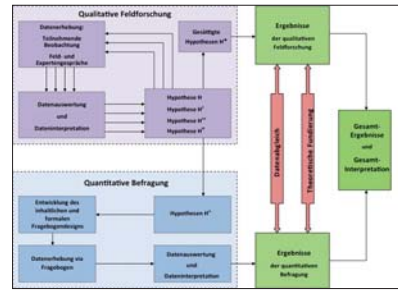 Qualitative Feldforschung
Datenerhebung:
Teilnehmende
Beobachtung
Feld- und
Expertengespräche
Gesättigte
Hypothesen
Datenauswertung
und
Dateninterpretation
Hypothese H
Hypothese
Hypothese
Hypothese
Ergebnisse
der qualitativen
Feldforschung
Datenabgleich
Theoretische Fundierung
Gesamt-
Ergebnisse
und
Gesamt-
Interpretation
Quantitative Befragung
Entwicklung des
inhaltlichen und
formalen
Fragebogendesigns
Hypothesen
Datenerhebung via
Fragebogen
Datenauswertung
und
Dateninterpretation
Ergebnisse
der quantitativen
Befragung